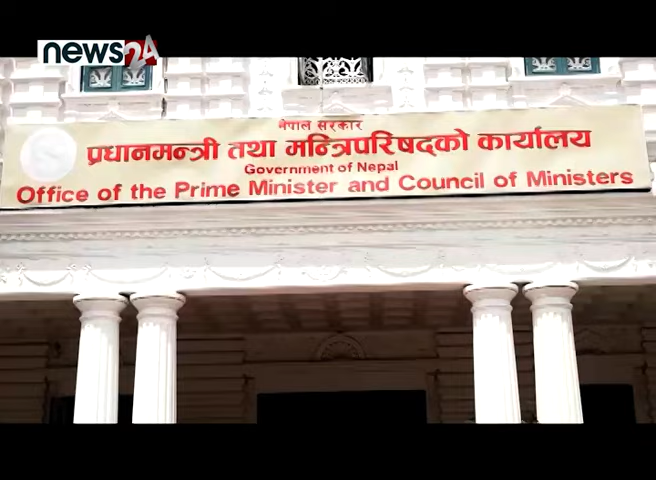 news24
नेपाल सरकार
प्रधानमन्त्री तथा मन्त्रिपरिषद्को कार्यालय
Government of Nepal
Office of the Prime Minister and Council of Ministers